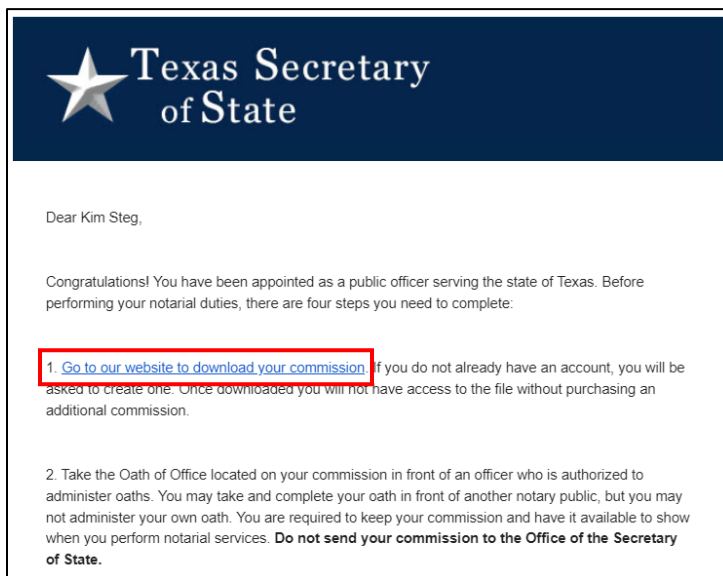 Texas Secretary
of State
Dear Kim Steg,
Congratulations! You have been appointed as a public officer serving the state of Texas. Before
performing your notarial duties, there are four steps you need to complete:
1. Go to our website to download your commission. If you do not already have an account, you will be
asked to create one. Once downloaded you will not have access to the file without purchasing an
additional commission.
2. Take the Oath of Office located on your commission in front of an officer who is authorized to
administer oaths. You may take and complete your oath in front of another notary public, but you may
not administer your own oath. You are required to keep your commission and have it available to show
when you perform notarial services. Do not send your commission to the Office of the Secretary
of State.